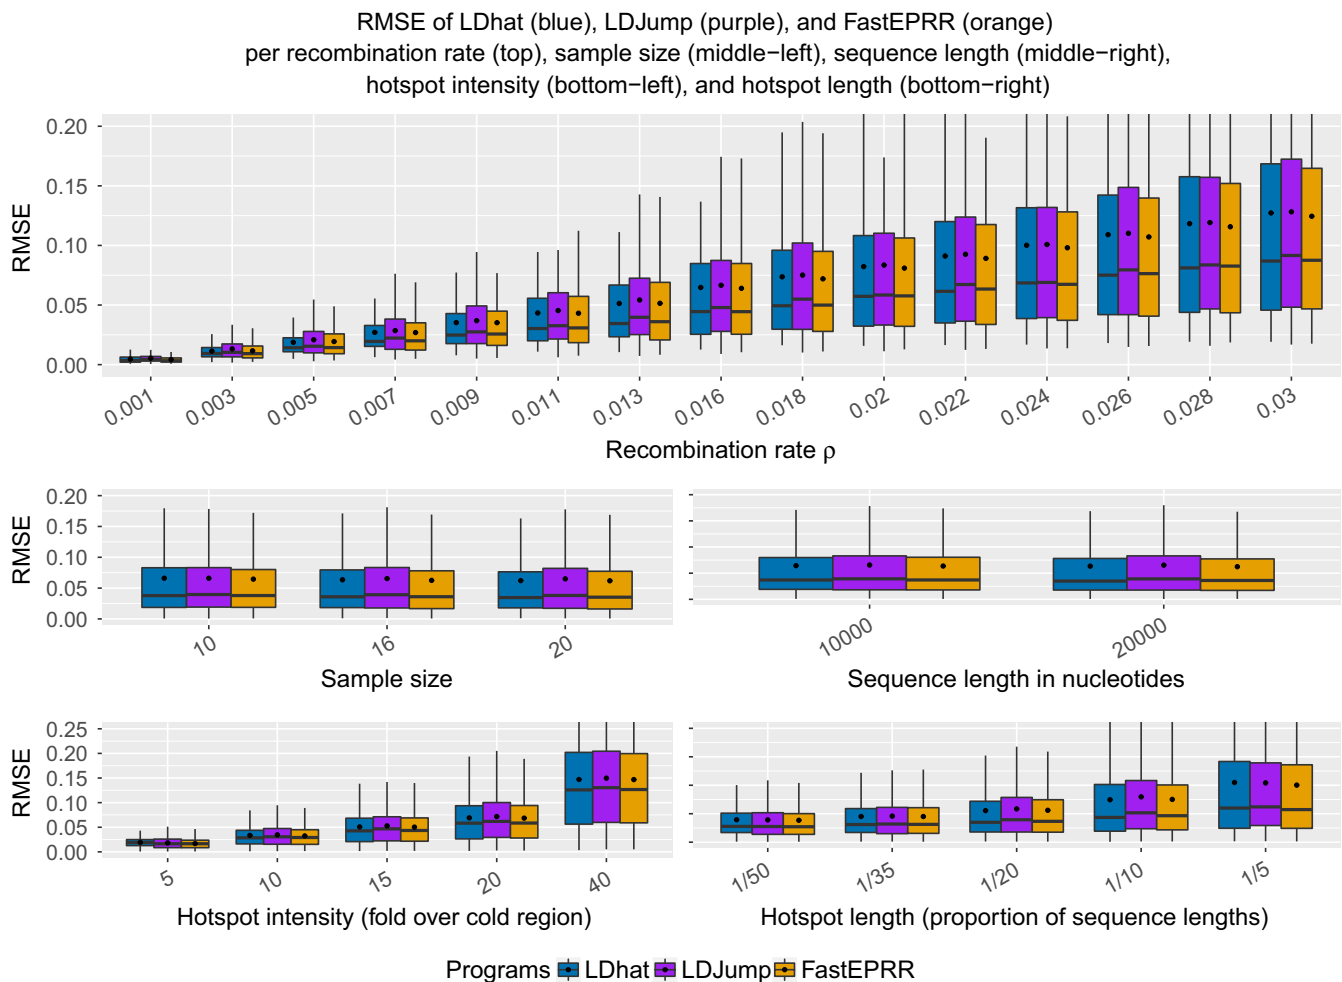 RMSE of LDhat (blue), LDJump (purple), and FastEPRR (orange)
per recombination rate (top), sample size (middle−left), sequence length (middle−right),
hotspot intensity (bottom−left), and hotspot length (bottom−right)
RMSE
0.20
0.15
0.10
0.05
0.00
0.001 0.003 0.005 0.007 0.009 0.011 0.013 0.016 0.018 0.02 0.022 0.024 0.026 0.028 0.03
Recombination rate ρ
RMSE
0.20
0.15
0.10
0.05
0.00
10 16 20
Sample size
10000 20000
Sequence length in nucleotides
RMSE
0.25
0.20
0.15
0.10
0.05
0.00
5 10 15 20 40
Hotspot intensity (fold over cold region)
1/50 1/35 1/20 1/10 1/5
Hotspot length (proportion of sequence lengths)
Programs LDhat LDJump FastEPRR